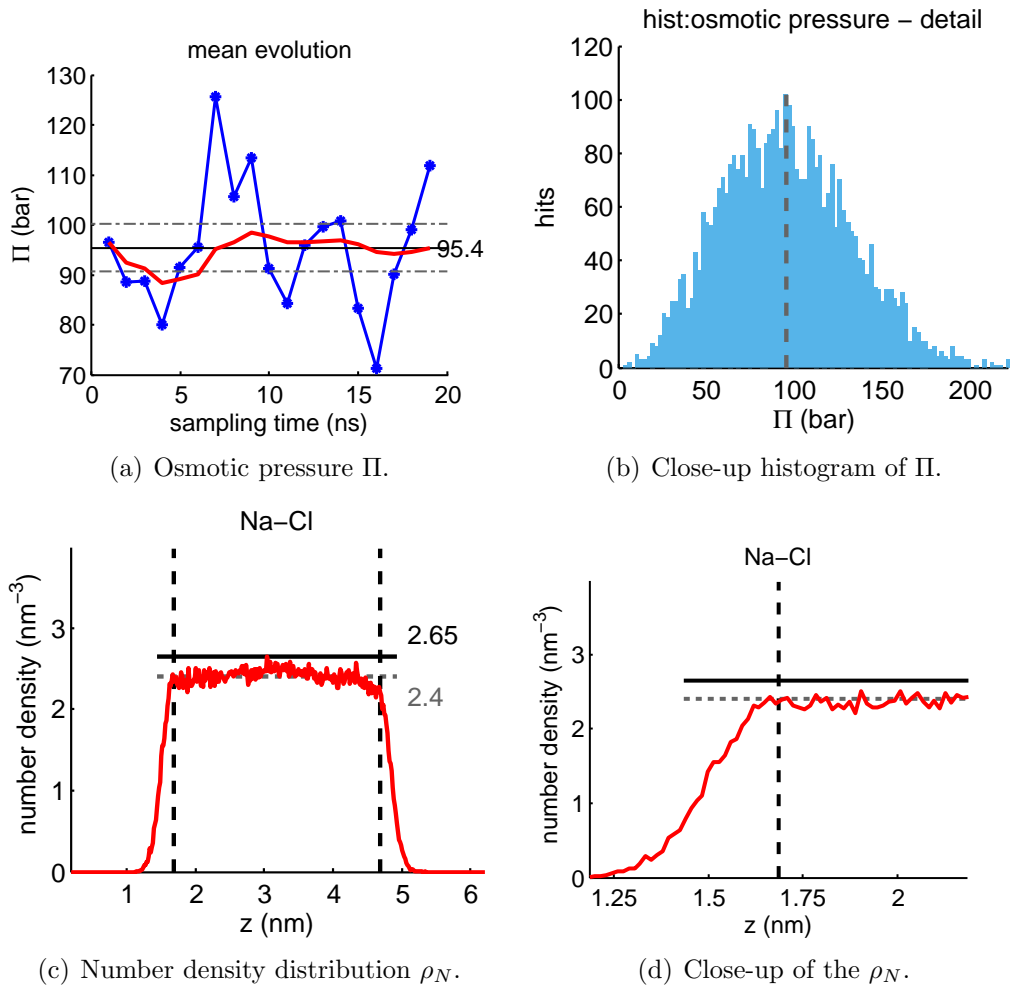 mean evolution
130
120
110
100
90
80
70
Π (bar)
95.4
0 5 10 15 20
sampling time (ns)
(a) Osmotic pressure Π.
hist:osmotic pressure – detail
120
100
80
60
40
20
0
hits
0 50 100 150 200
Π (bar)
(b) Close-up histogram of Π.
Na−Cl
3
2
1
0
number density (nm⁻³)
2.65
2.4
1 2 3 4 5 6
z (nm)
(c) Number density distribution ρ_N.
Na−Cl
3
2
1
0
number density (nm⁻³)
1.25 1.5 1.75 2
z (nm)
(d) Close-up of the ρ_N.